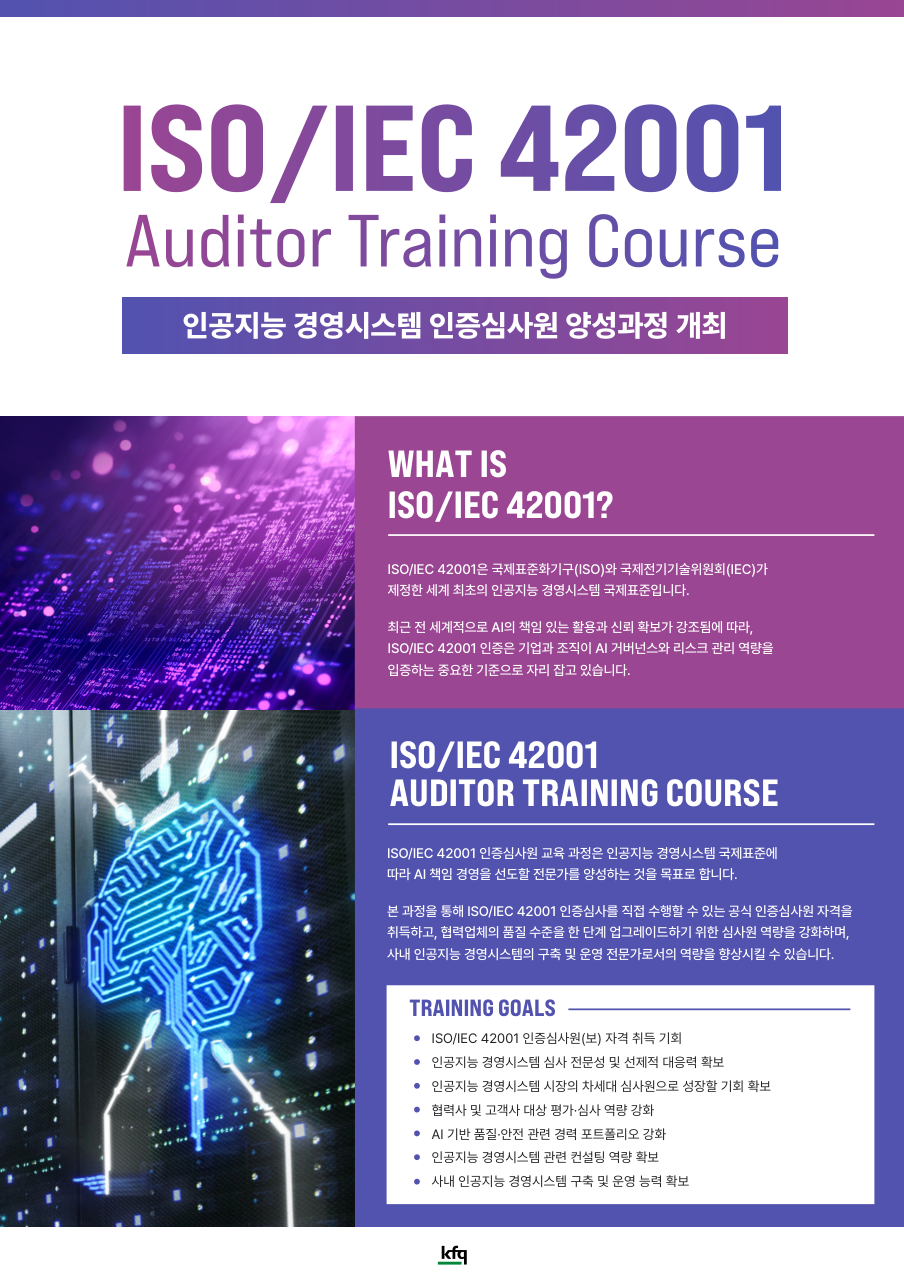 ISO/IEC 42001
Auditor Training Course
인공지능 경영시스템 인증심사원 양성과정 개최
WHAT IS
ISO/IEC 42001?
ISO/IEC 42001은 국제표준화기구(ISO)와 국제전기기술위원회(IEC)가
제정한 세계 최초의 인공지능 경영시스템 국제표준입니다.
최근 전 세계적으로 AI의 책임 있는 활용과 신뢰 확보가 강조됨에 따라,
ISO/IEC 42001 인증은 기업과 조직이 AI 거버넌스와 리스크 관리 역량을
입증하는 중요한 기준으로 자리 잡고 있습니다.
ISO/IEC 42001
AUDITOR TRAINING COURSE
ISO/IEC 42001 인증심사원 교육 과정은 인공지능 경영시스템 국제표준에
따라 AI 책임 경영을 선도할 전문가를 양성하는 것을 목표로 합니다.
본 과정을 통해 ISO/IEC 42001 인증심사를 직접 수행할 수 있는 공식 인증심사원 자격을
취득하고, 협력업체의 품질 수준을 한 단계 업그레이드하기 위한 심사원 역량을 강화하며,
사내 인공지능 경영시스템의 구축 및 운영 전문가로서의 역량을 향상시킬 수 있습니다.
TRAINING GOALS
• ISO/IEC 42001 인증심사원(보) 자격 취득 기회
• 인공지능 경영시스템 심사 전문성 및 선제적 대응력 확보
• 인공지능 경영시스템 시장의 차세대 심사원으로 성장할 기회 확보
• 협력사 및 고객사 대상 평가·심사 역량 강화
• AI 기반 품질·안전 관련 경력 포트폴리오 강화
• 인공지능 경영시스템 관련 컨설팅 역량 확보
• 사내 인공지능 경영시스템 구축 및 운영 능력 확보
kfq